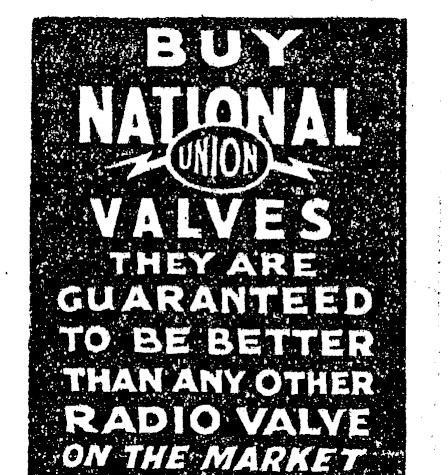 BUY
NATIONAL
UNION
VALVES
THEY ARE
GUARANTEED
TO BE BETTER
THAN ANY OTHER
RADIO VALVE
ON THE MARKET